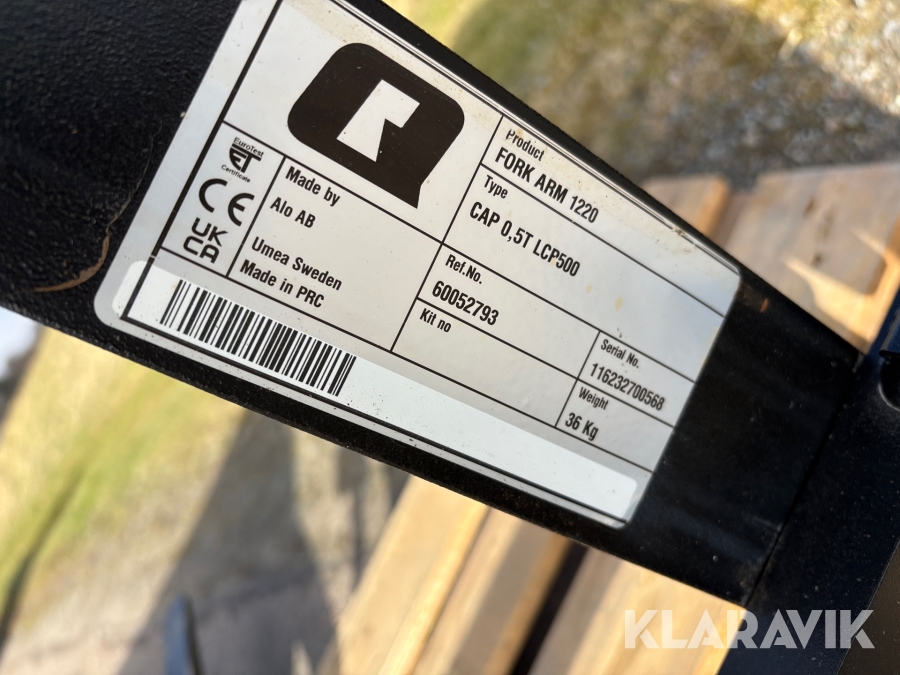 Product
FORK ARM 1220
Type
CAP 0,5T LCP500
EuroTest
ET
Certificate
CE
UK
CA
Made by
Alo AB
Umea Sweden
Made in PRC
Ref.No.
60052793
Kit no
Serial No.
116232700568
Weight
36 Kg
KLARAVIK